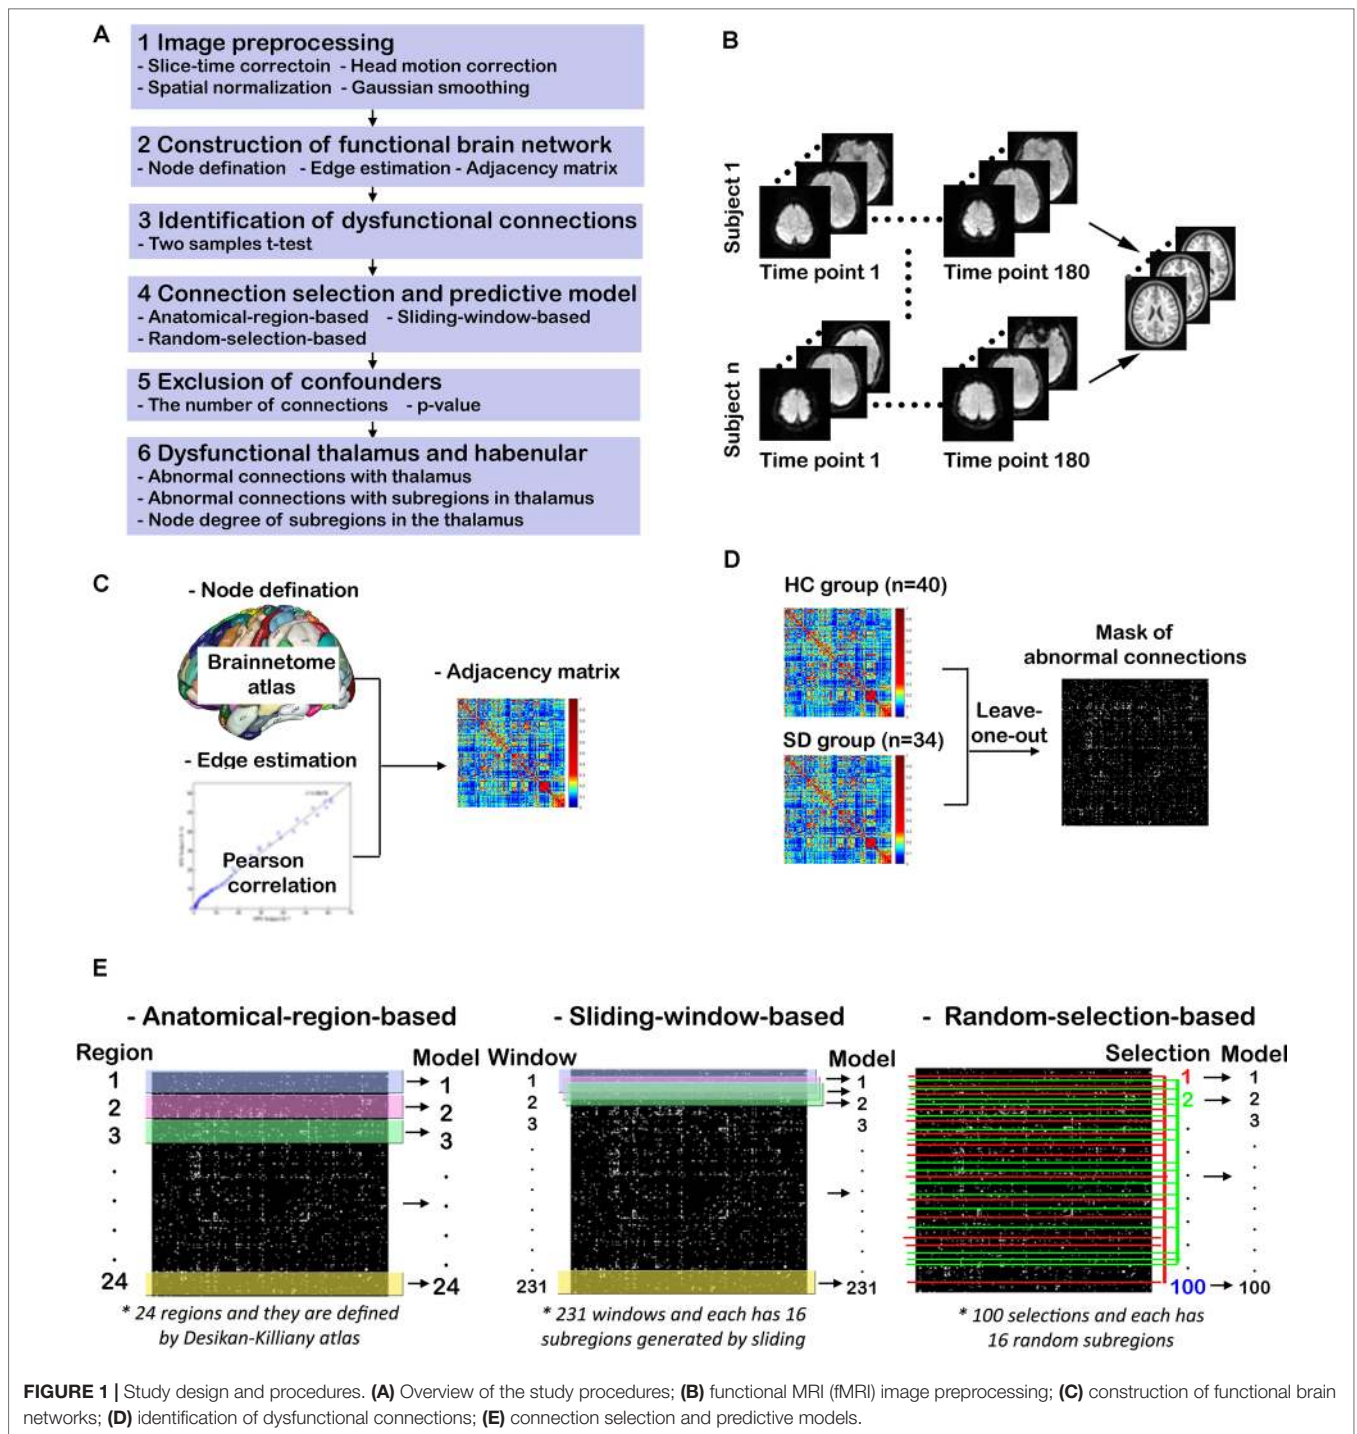 A
1 Image preprocessing
- Slice-time correctoin - Head motion correction
- Spatial normalization - Gaussian smoothing
2 Construction of functional brain network
- Node defination - Edge estimation - Adjacency matrix
3 Identification of dysfunctional connections
- Two samples t-test
4 Connection selection and predictive model
- Anatomical-region-based - Sliding-window-based
- Random-selection-based
5 Exclusion of confounders
- The number of connections - p-value
6 Dysfunctional thalamus and habenular
- Abnormal connections with thalamus
- Abnormal connections with subregions in thalamus
- Node degree of subregions in the thalamus
B
Subject 1
Time point 1 Time point 180
Subject n
Time point 1 Time point 180
C
- Node defination
Brainnetome
atlas
- Adjacency matrix
- Edge estimation
Pearson
correlation
D
HC group (n=40)
Mask of
abnormal connections
Leave-
one-out
SD group (n=34)
E
- Anatomical-region-based
Region Model
1 1
2 2
3 3
24 24
* 24 regions and they are defined
by Desikan-Killiany atlas
- Sliding-window-based
Window Model
1 1
2 2
3 3
231 231
* 231 windows and each has 16
subregions generated by sliding
- Random-selection-based
Selection Model
1 1
2 2
3
100 100
* 100 selections and each has
16 random subregions
FIGURE 1 | Study design and procedures. (A) Overview of the study procedures; (B) functional MRI (fMRI) image preprocessing; (C) construction of functional brain
networks; (D) identification of dysfunctional connections; (E) connection selection and predictive models.